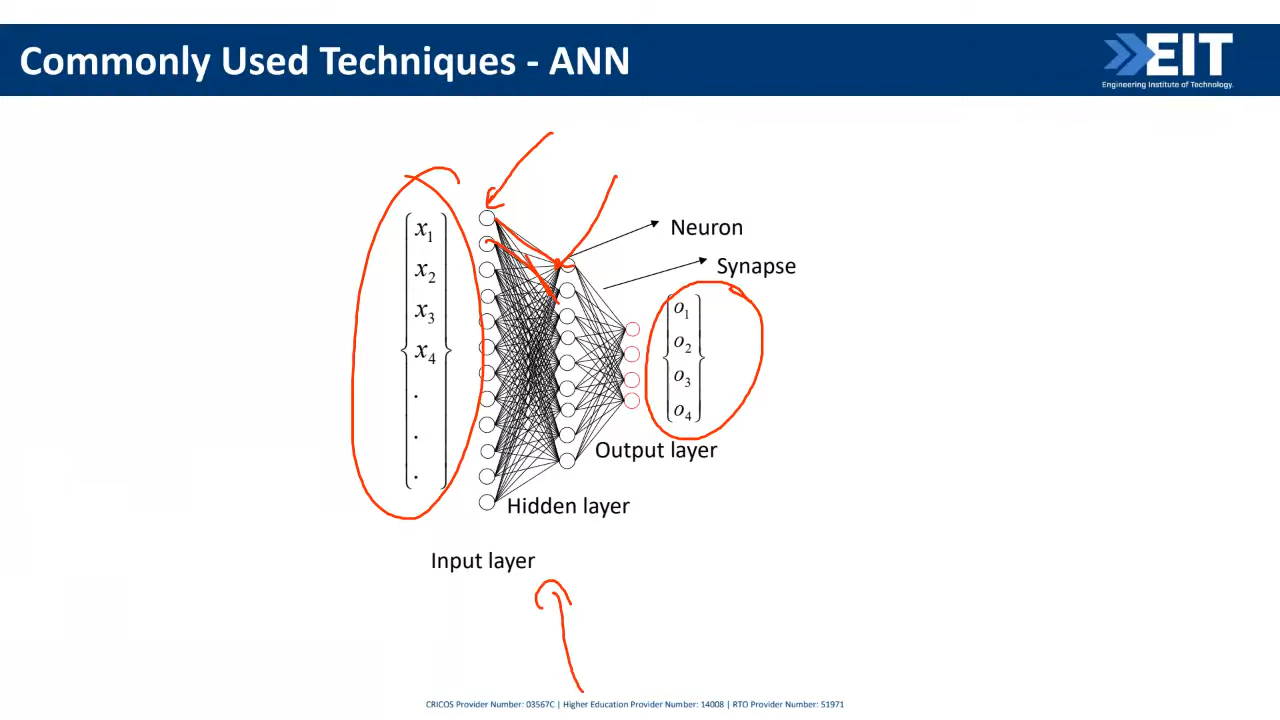 Commonly Used Techniques - ANN
EIT
Engineering Institute of Technology.
x1
x2
x3
x4
.
.
.
Neuron
Synapse
o1
o2
o3
o4
Output layer
Hidden layer
Input layer
CRICOS Provider Number: 03567C | Higher Education Provider Number: 14008 | RTO Provider Number: 51971